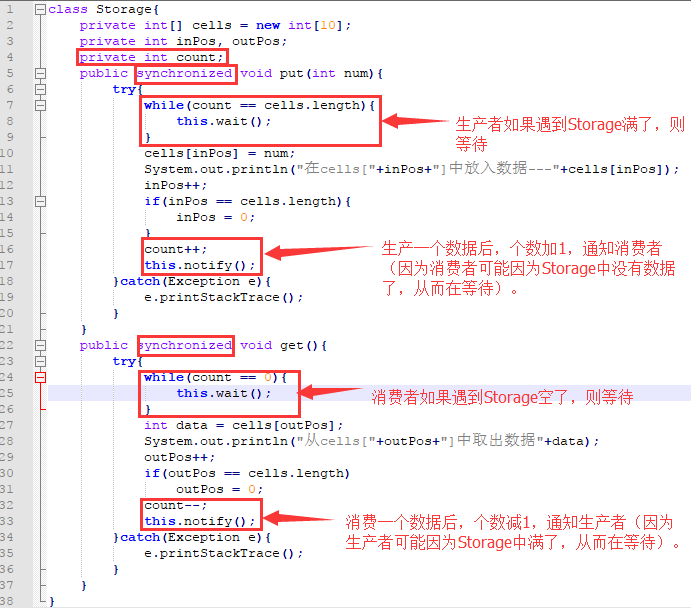 1 class Storage{
2 private int[] cells = new int[10];
3 private int inPos, outPos;
4 private int count;
5 public synchronized void put(int num){
6 try{
7 while(count == cells.length){
8 this.wait();
9 }
生产者如果遇到Storage满了，则
等待
10 cells[inPos] = num;
11 System.out.println("在cells["+inPos+"]中放入数据---"+cells[inPos]);
12 inPos++;
13 if(inPos == cells.length){
14 inPos = 0;
15 }
16 count++;
17 this.notify();
生产一个数据后，个数加1，通知消费者
（因为消费者可能因为Storage中没有数据
了，从而在等待）。
18 }catch(Exception e){
19 e.printStackTrace();
20 }
21 }
22 public synchronized void get(){
23 try{
24 while(count == 0){
25 this.wait();
26 }
消费者如果遇到Storage空了，则等待
27 int data = cells[outPos];
28 System.out.println("从cells["+outPos+"]中取出数据"+data);
29 outPos++;
30 if(outPos == cells.length)
31 outPos = 0;
32 count--;
33 this.notify();
消费一个数据后，个数减1，通知生产者（因为
生产者可能因为Storage中满了，从而在等待）。
34 }catch(Exception e){
35 e.printStackTrace();
36 }
37 }
38 }